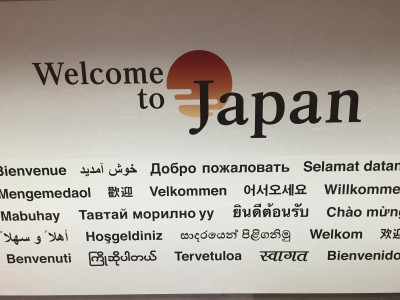 Welcome
to Japan
Bienvenue خوش آمدید Добро пожаловать Selamat datan
Mengemedaol 歡迎 Velkommen 어서오세요 Willkomme
Mabuhay Тавтай морилно уу ยินดีต้อนรับ Chào mừn
أهلاً و سهلاً Hoşgeldiniz සාදරයෙන් පිළිගනිමු Welkom 欢
Benvenuti ကြိုဆိုပါတယ် Tervetuloa स्वागत Bienvenido